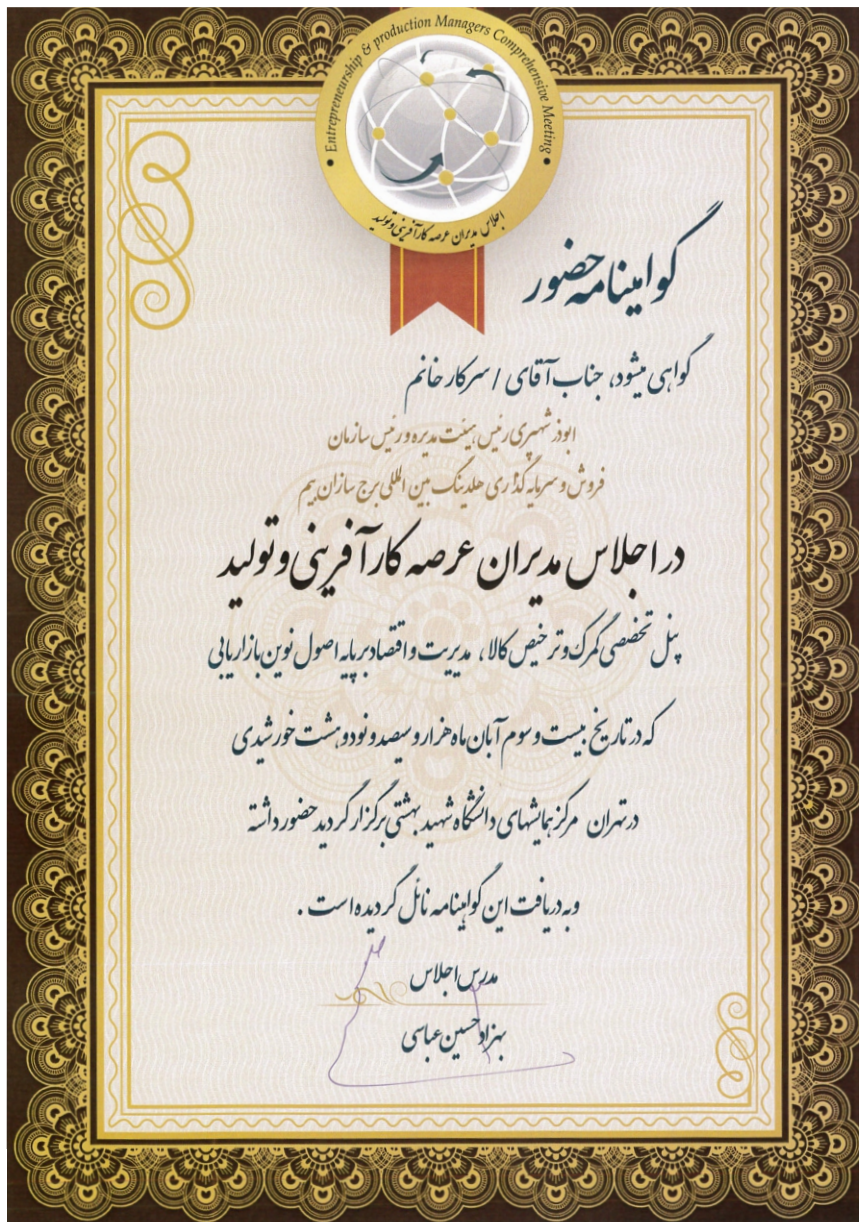 Entrepreneurship & production Managers Comprehensive Meeting
اجلاس مدیران عرصه کارآفرینی و تولید
گواهینامه حضور
گواهی میشود، جناب آقای / سرکار خانم
ابوذر شهپری رئیس هیئت مدیره و رئیس سازمان
فروش و سرمایه گذاری هلدینگ بین المللی برج سازان بیم
در اجلاس مدیران عرصه کارآفرینی و تولید
پنل تخصصی گمرک و ترخیص کالا، مدیریت و اقتصاد بر پایه اصول نوین بازاریابی
که در تاریخ بیست و سوم آبان ماه هزار و سیصد و نود و هشت خورشیدی
در تهران مرکز همایشهای دانشگاه شهید بهشتی برگزار گردید حضور داشته
و به دریافت این گواهینامه نائل گردیده است .
مدرس اجلاس
بهزاد حسین عباسی